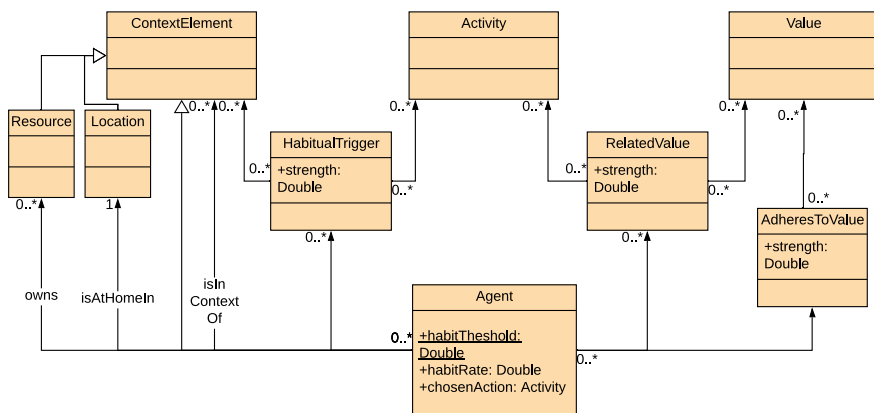 ContextElement
Activity
Value
0..*
0..*
0..*
0..*
0..*
0..*
Resource
Location
HabitualTrigger
+strength:
Double
RelatedValue
+strength:
Double
0..*
0..*
0..*
0..*
0..*
1
0..*
0..*
0..*
AdheresToValue
+strength:
Double
owns
isAtHomeIn
isIn
Context
Of
Agent
0..*
+habitTheshold:
Double
+habitRate: Double
+chosenAction: Activity
0..*